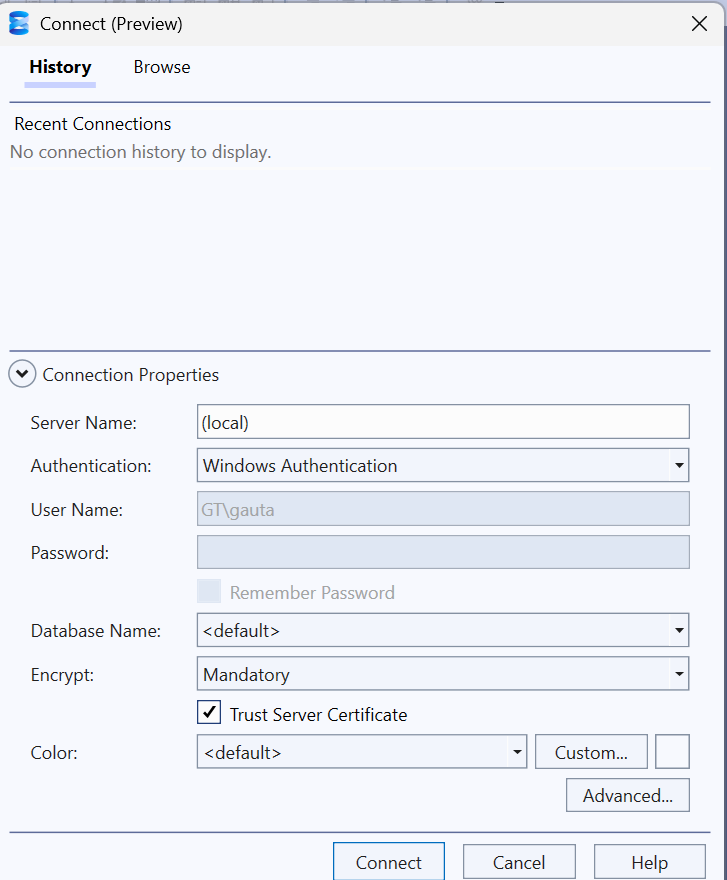 Connect (Preview)
History Browse
Recent Connections
No connection history to display.
Connection Properties
Server Name: (local)
Authentication: Windows Authentication
User Name: GT\gauta
Password:
Remember Password
Database Name: <default>
Encrypt: Mandatory
Trust Server Certificate
Color: <default> Custom...
Advanced...
Connect Cancel Help